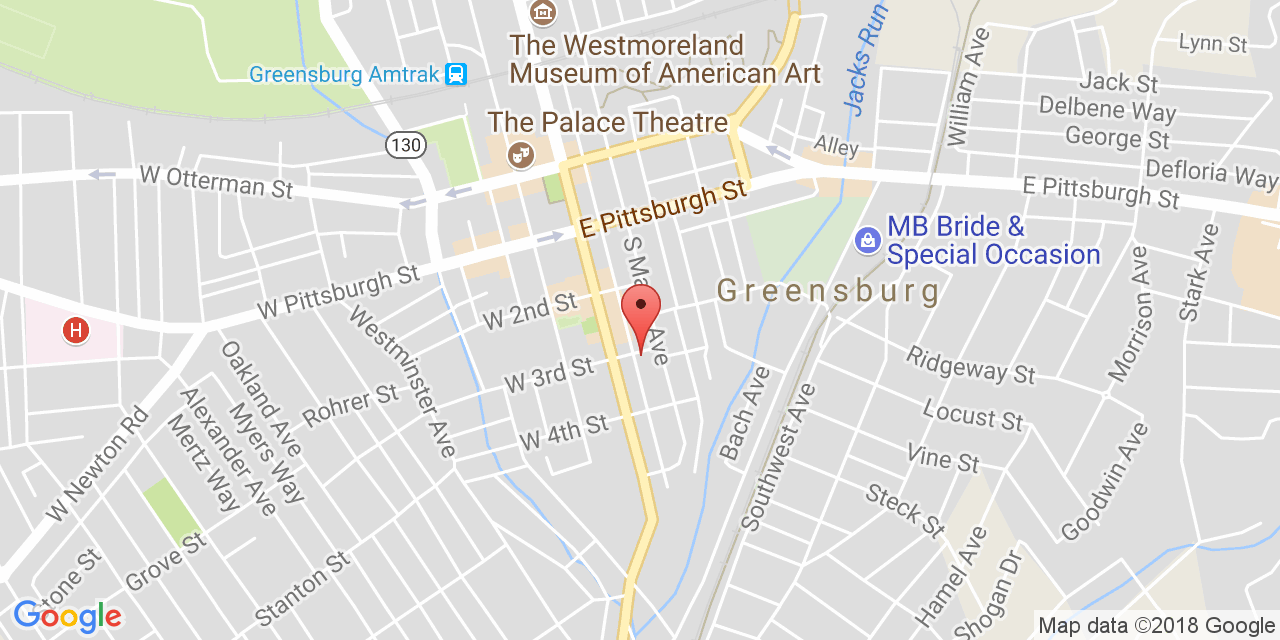 The Westmoreland
Museum of American Art
Greensburg Amtrak
The Palace Theatre
130
W Otterman St
E Pittsburgh St
W Pittsburgh St
Jacks Run
William Ave
Lynn St
Jack St
Delbene Way
George St
Alley
Defloria Way
E Pittsburgh St
MB Bride &
Special Occasion
Greensburg
S Ma
Ave
W 2nd St
W 3rd St
W 4th St
H
Westminster Ave
Oakland Ave
Myers Way
Alexander Ave
Mertz Way
Rohrer St
W Newton Rd
Grove St
Stanton St
Stone St
Bach Ave
Southwest Ave
Ridgeway St
Locust St
Vine St
Steck St
Morrison Ave
Stark Ave
Goodwin Ave
Hamel Ave
Shogan Dr
Google
Map data ©2018 Google